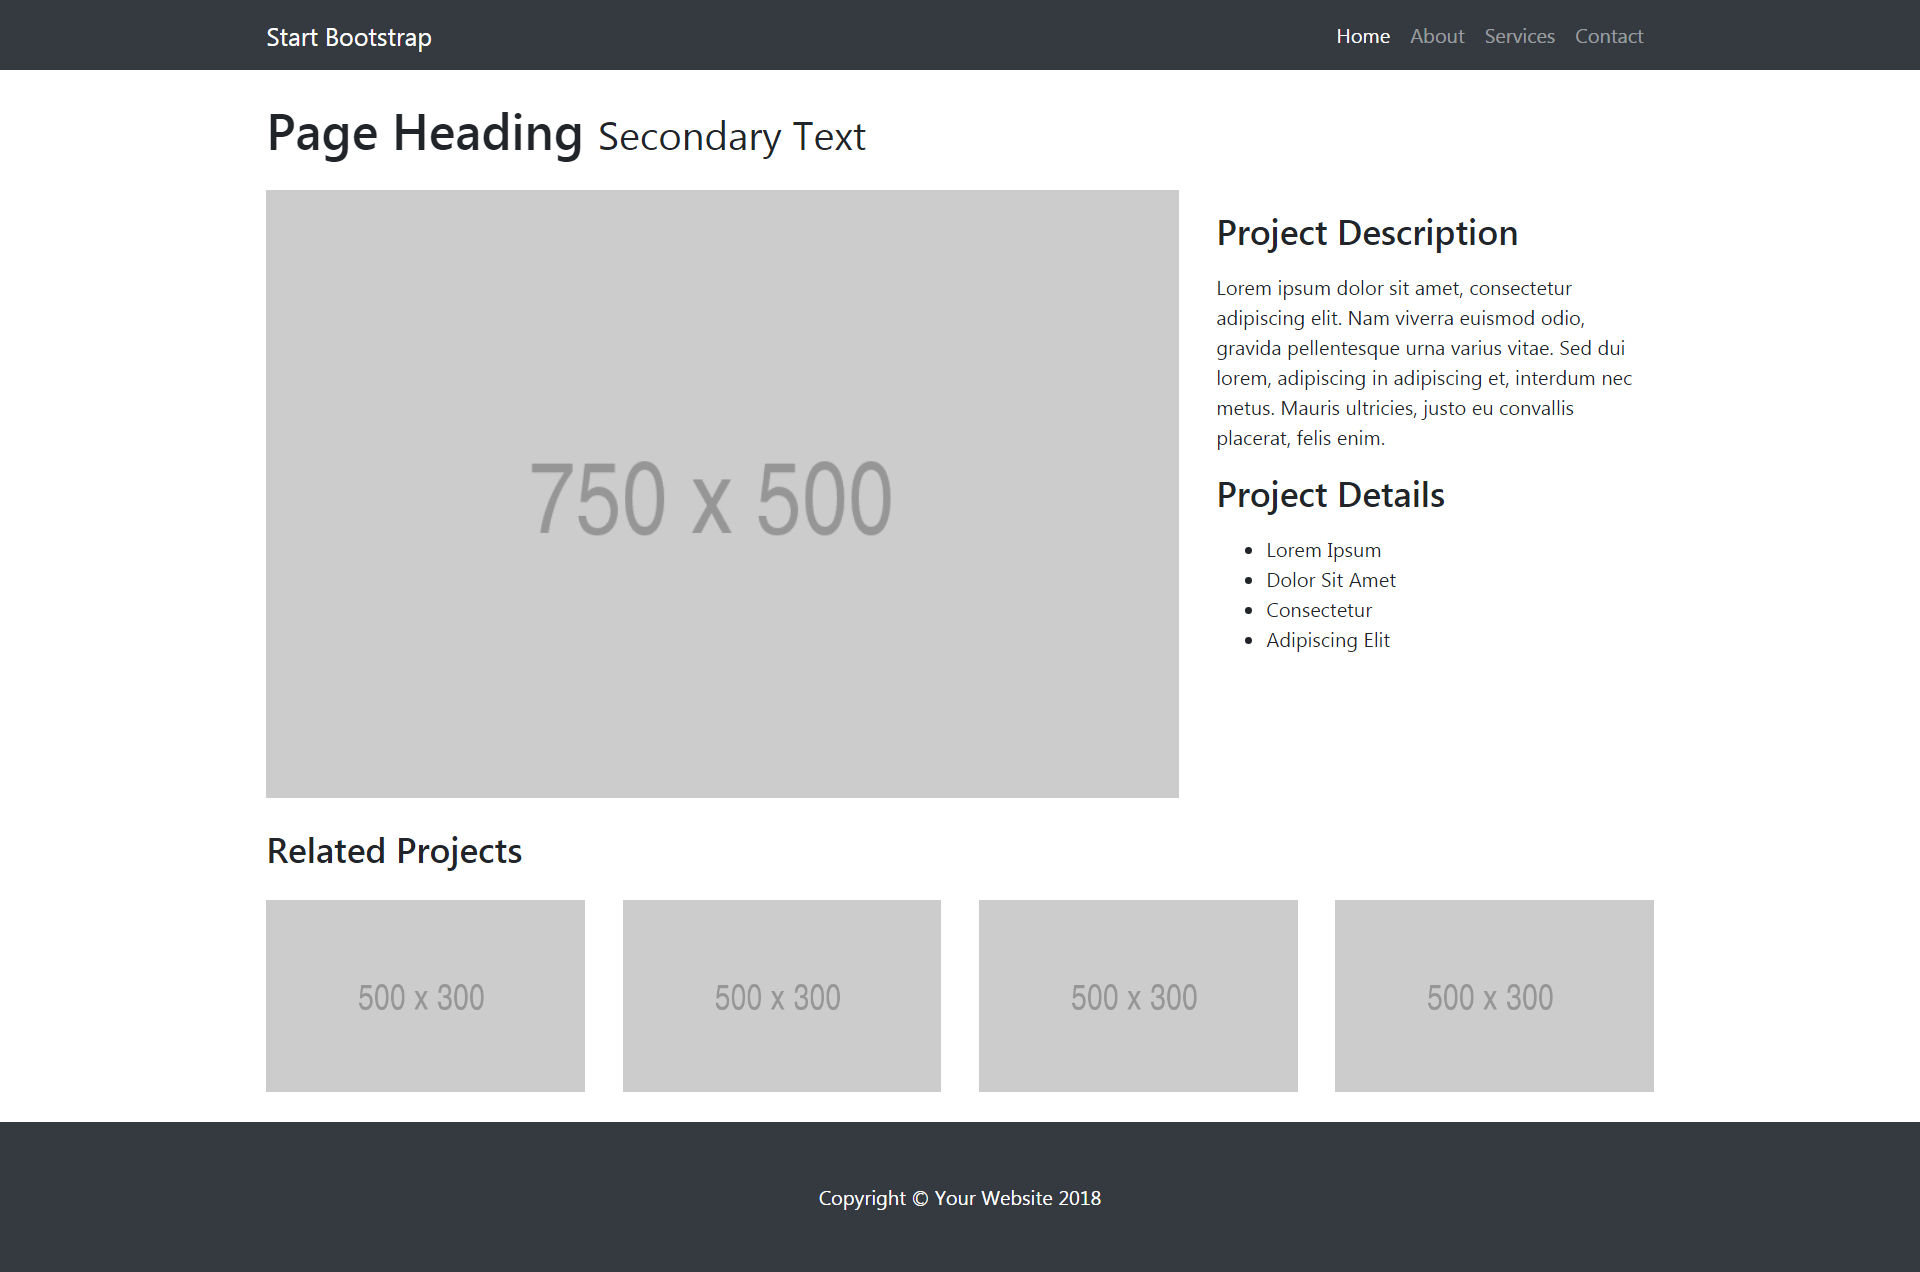 Start Bootstrap
Home About Services Contact
Page Heading Secondary Text
750 x 500
Project Description
Lorem ipsum dolor sit amet, consectetur
adipiscing elit. Nam viverra euismod odio,
gravida pellentesque urna varius vitae. Sed dui
lorem, adipiscing in adipiscing et, interdum nec
metus. Mauris ultricies, justo eu convallis
placerat, felis enim.
Project Details
Lorem Ipsum
Dolor Sit Amet
Consectetur
Adipiscing Elit
Related Projects
500 x 300
500 x 300
500 x 300
500 x 300
Copyright © Your Website 2018